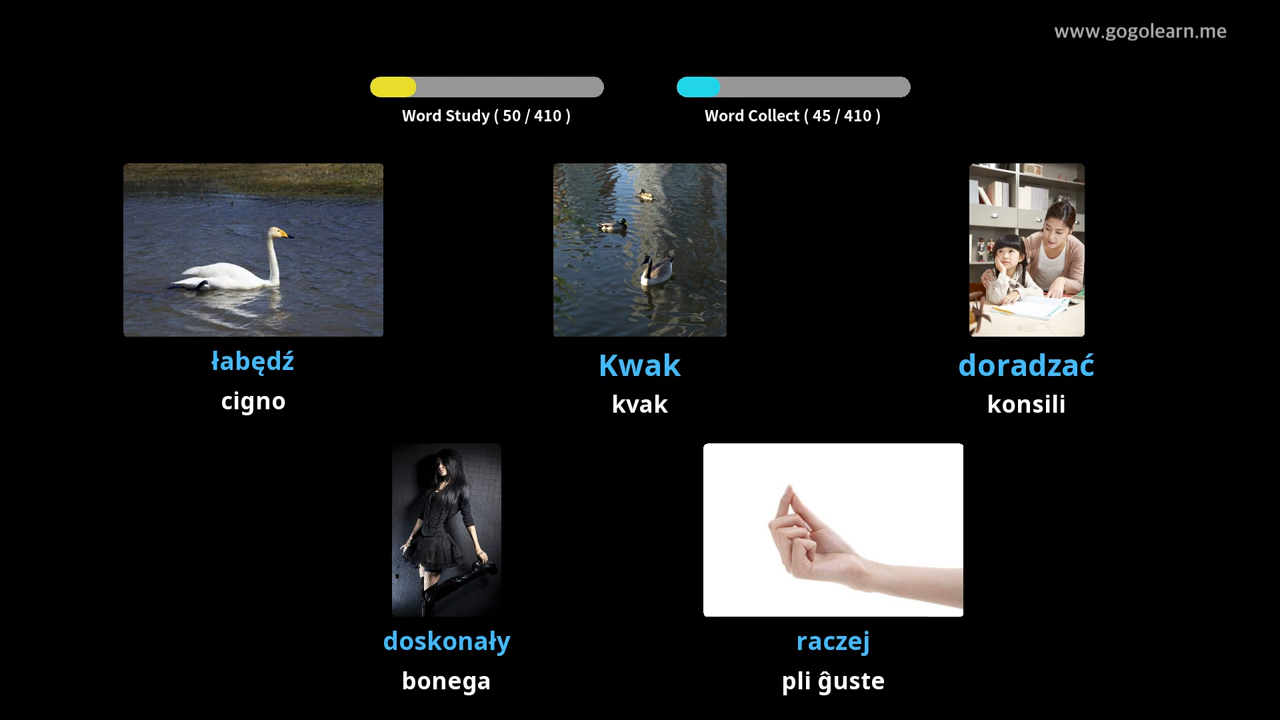 www.gogolearn.me
Word Study ( 50 / 410 )
Word Collect ( 45 / 410 )
łabędź
cigno
Kwak
kvak
doradzać
konsili
doskonały
bonega
raczej
pli ĝuste